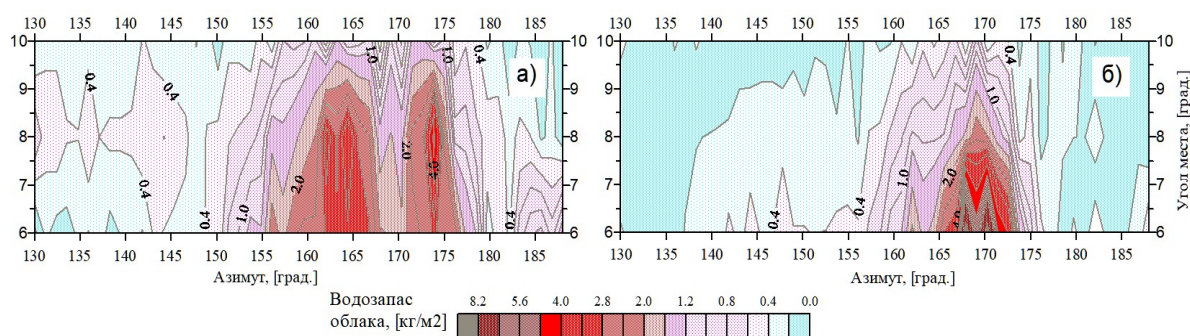 130 135 140 145 150 155 160 165 170 175 180 185
130 135 140 145 150 155 160 165 170 175 180 185
10 10 10
9 9 9
8 8 8
7 7 7
6 6 6
а)
б)
0.4 0.4 0.4 0.4 1.0 2.0 1.0 2.0 1.0 0.4 0.4
0.4 0.4 1.0 2.0 1.0 0.4
130 135 140 145 150 155 160 165 170 175 180 185
130 135 140 145 150 155 160 165 170 175 180 185
Азимут, [град.]
Азимут, [град.]
Угол места, [град.]
Водозапас
облака, [кг/м2]
8.2 5.6 4.0 2.8 2.0 1.2 0.8 0.4 0.0